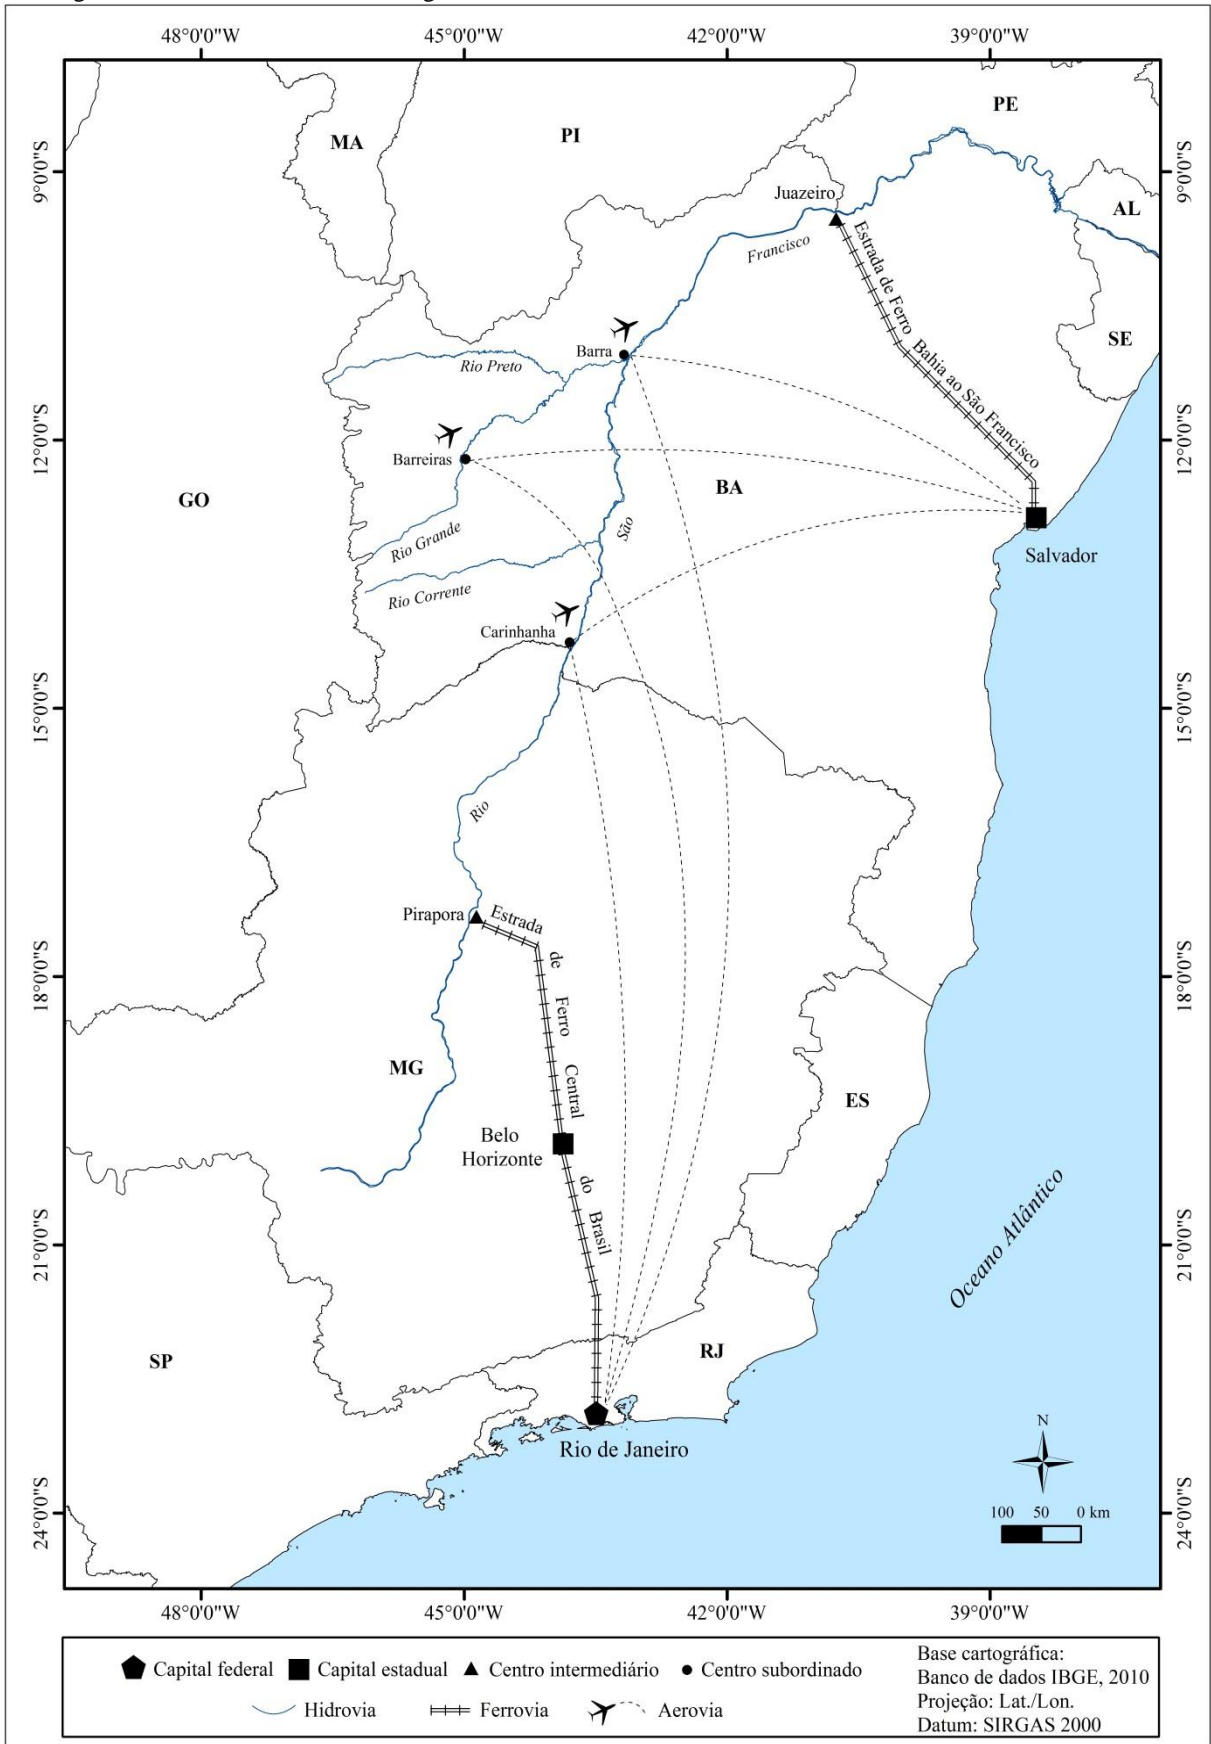 48°0'0"W 45°0'0"W 42°0'0"W 39°0'0"W
PE
MA
PI
9°0'0"S
9°0'0"S
Juazeiro
AL
Francisco
Estrada de Ferro Bahia ao São Francisco
SE
Barra
Rio Preto
12°0'0"S
12°0'0"S
Barreiras
GO
BA
São
Rio Grande
Salvador
Rio Corrente
Carinhanha
15°0'0"S
15°0'0"S
Rio
Pirapora
Estrada de Ferro Central do Brasil
18°0'0"S
18°0'0"S
MG
ES
Belo
Horizonte
Oceano Atlântico
21°0'0"S
21°0'0"S
SP
RJ
N
Rio de Janeiro
100 50 0 km
24°0'0"S
24°0'0"S
48°0'0"W 45°0'0"W 42°0'0"W 39°0'0"W
Capital federal Capital estadual Centro intermediário Centro subordinado
Hidrovia Ferrovia Aerovia
Base cartográfica:
Banco de dados IBGE, 2010
Projeção: Lat./Lon.
Datum: SIRGAS 2000